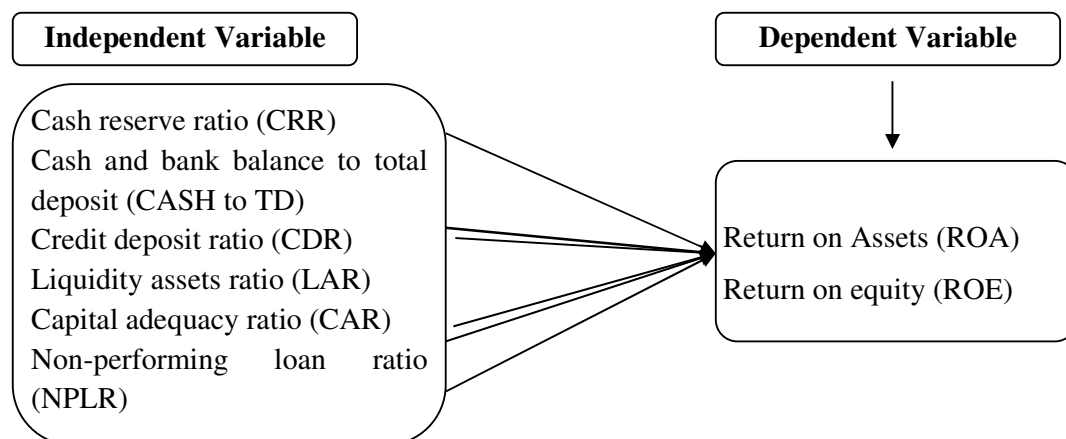 Independent Variable
Dependent Variable
Cash reserve ratio (CRR)
Cash and bank balance to total
deposit (CASH to TD)
Credit deposit ratio (CDR)
Liquidity assets ratio (LAR)
Capital adequacy ratio (CAR)
Non-performing loan ratio
(NPLR)
Return on Assets (ROA)
Return on equity (ROE)